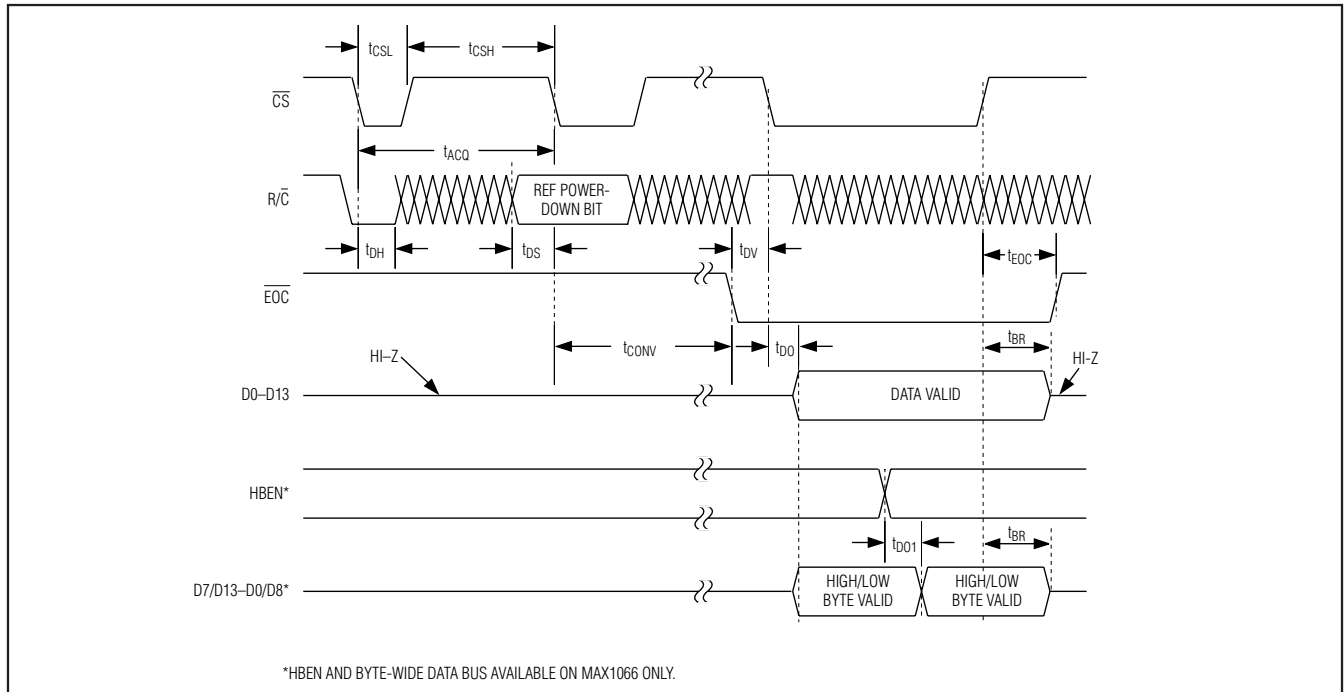 tCSL
tCSH
CS
tACQ
R/C
REF POWER-
DOWN BIT
tDH
tDS
tDV
tEOC
EOC
tCONV
tDO
tBR
HI–Z
HI-Z
D0–D13
DATA VALID
HBEN*
tDO1
tBR
D7/D13–D0/D8*
HIGH/LOW
BYTE VALID
HIGH/LOW
BYTE VALID
*HBEN AND BYTE-WIDE DATA BUS AVAILABLE ON MAX1066 ONLY.